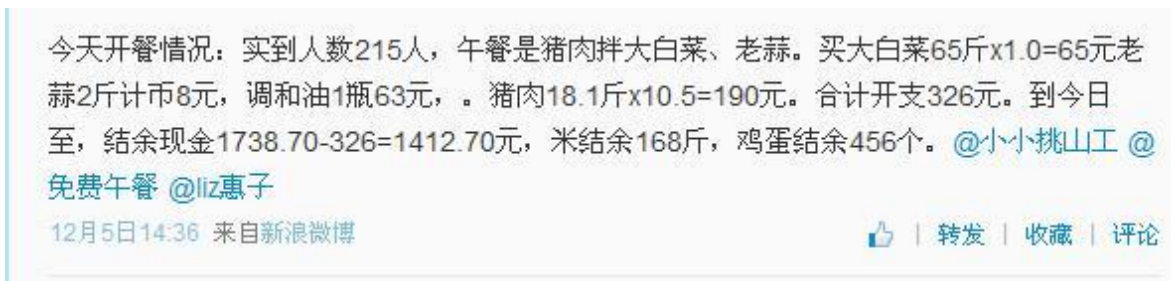 今天开餐情况：实到人数215人，午餐是猪肉拌大白菜、老蒜。买大白菜65斤x1.0=65元老
蒜2斤计币8元，调和油1瓶63元，。猪肉18.1斤x10.5=190元。合计开支326元。到今日
至，结余现金1738.70-326=1412.70元，米结余168斤，鸡蛋结余456个。@小小挑山工 @
免费午餐 @liz惠子
12月5日14:36 来自新浪微博 | 转发 | 收藏 | 评论